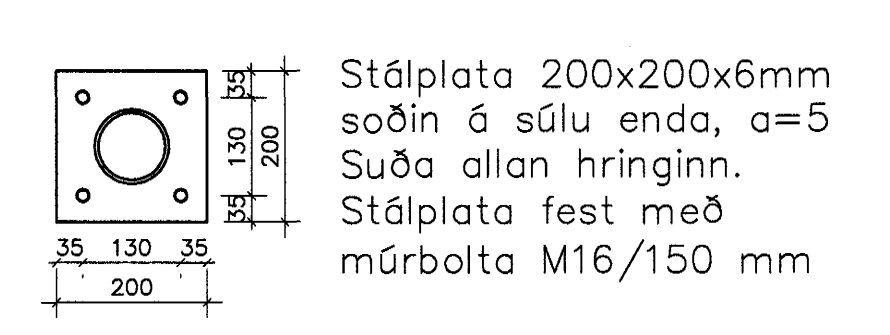 Stálplata 200x200x6mm
soðin á súlu enda, a=5
Suða allan hringinn.
Stálplata fest með
múrbolta M16/150 mm
35
130
200
35
35 130 35
200